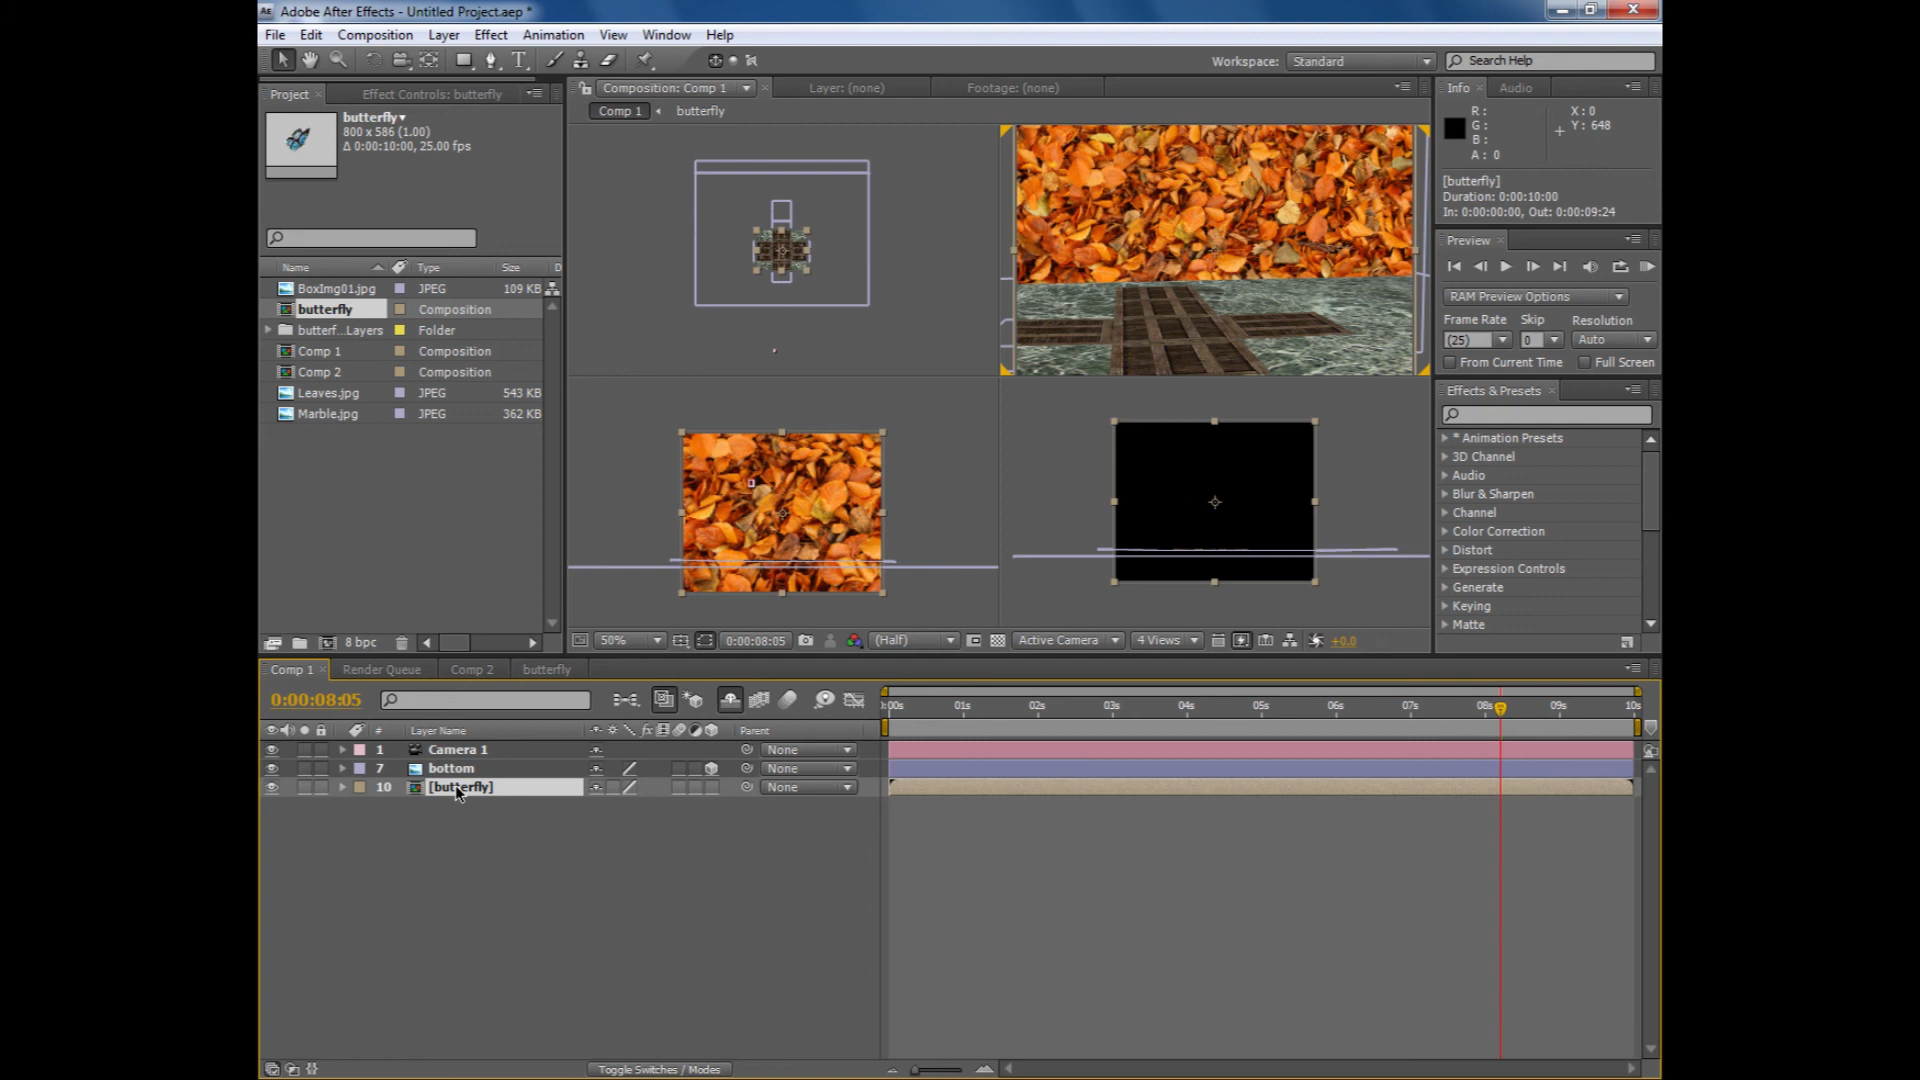 Adobe After Effects - Untitled Project.aep *
File Edit Composition Layer Effect Animation View Window Help
Workspace: Standard Search Help
Project Effect Controls: butterfly
butterfly
800 x 586 (1.00)
Δ 0:00:10:00, 25.00 fps
Name Type Size D
BoxImg01.jpg JPEG 109 KB
butterfly Composition
butterf...Layers Folder
Comp 1 Composition
Comp 2 Composition
Leaves.jpg JPEG 543 KB
Marble.jpg JPEG 362 KB
8 bpc
Composition: Comp 1 Layer: (none) Footage: (none)
Comp 1 butterfly
50% 0:00:08:05 (Half) Active Camera 4 Views +0.0
Info Audio
R: X: 0
G: Y: 648
B:
A: 0
[butterfly]
Duration: 0:00:10:00
In: 0:00:00:00, Out: 0:00:09:24
Preview
RAM Preview Options
Frame Rate Skip Resolution
(25) 0 Auto
From Current Time Full Screen
Effects & Presets
* Animation Presets
3D Channel
Audio
Blur & Sharpen
Channel
Color Correction
Distort
Expression Controls
Generate
Keying
Matte
Comp 1 Render Queue Comp 2 butterfly
0:00:08:05 0:00s 01s 02s 03s 04s 05s 06s 07s 08s 09s 10s
# Layer Name fx Parent
1 Camera 1 None
7 bottom None
10 [butterfly] None
Toggle Switches / Modes